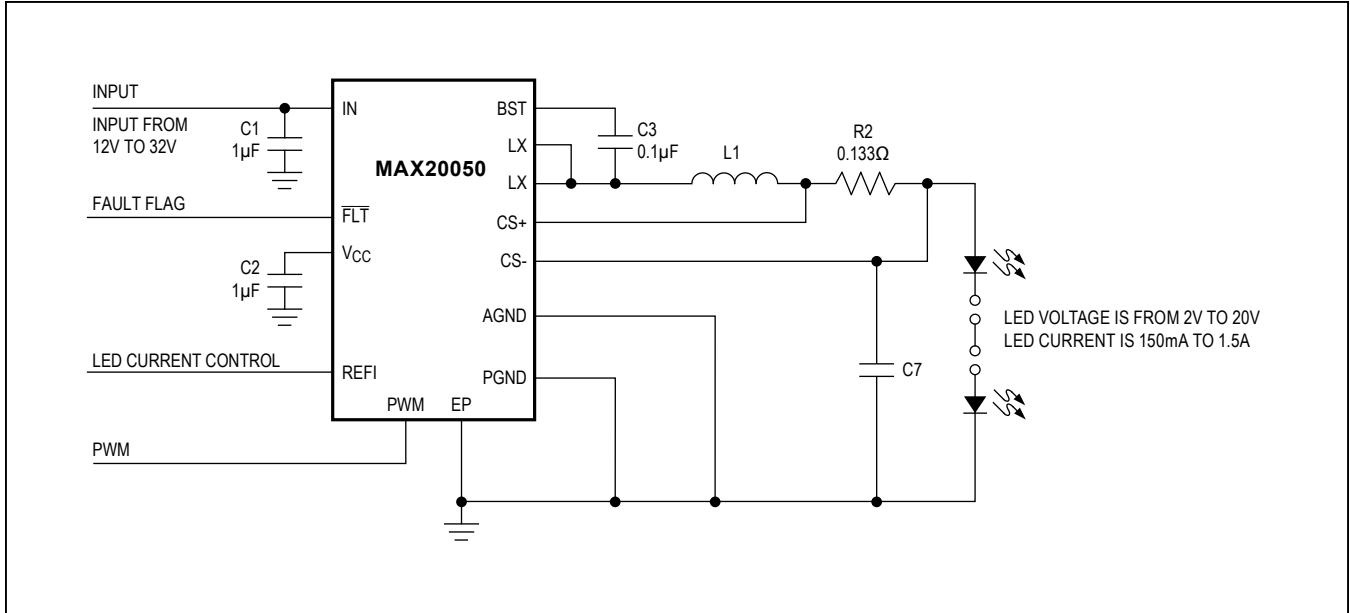 INPUT
INPUT FROM
12V TO 32V
C1
1µF
FAULT FLAG
C2
1µF
LED CURRENT CONTROL
PWM
IN
FLT
VCC
REFI
PWM
EP
MAX20050
BST
LX
LX
CS+
CS-
AGND
PGND
C3
0.1µF
L1
R2
0.133Ω
C7
LED VOLTAGE IS FROM 2V TO 20V
LED CURRENT IS 150mA TO 1.5A